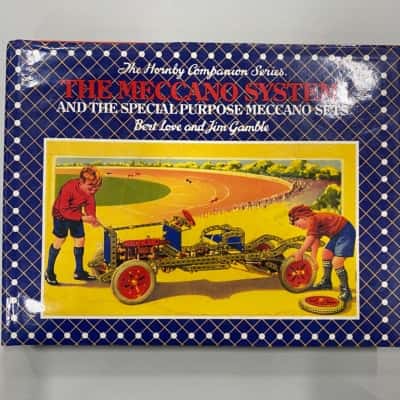 The Hornby Companion Series.
THE MECCANO SYSTEM
AND THE SPECIAL PURPOSE MECCANO SETS
Bert Love and Jim Gamble